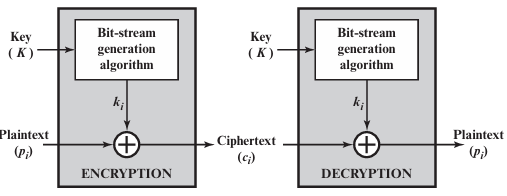 Key
( K )
Bit-stream
generation
algorithm
k_i
Plaintext
(p_i)
ENCRYPTION
Ciphertext
(c_i)
Key
( K )
Bit-stream
generation
algorithm
k_i
DECRYPTION
Plaintext
(p_i)